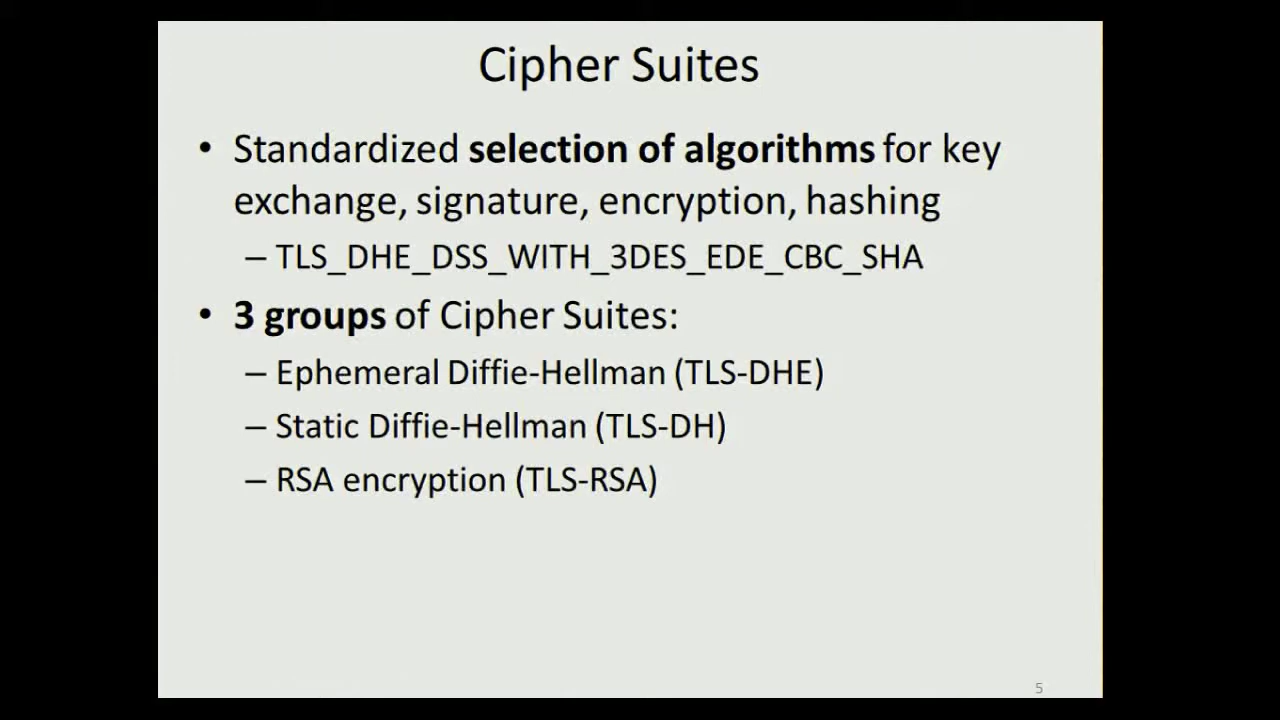 Cipher Suites
• Standardized selection of algorithms for key
exchange, signature, encryption, hashing
– TLS_DHE_DSS_WITH_3DES_EDE_CBC_SHA
• 3 groups of Cipher Suites:
– Ephemeral Diffie-Hellman (TLS-DHE)
– Static Diffie-Hellman (TLS-DH)
– RSA encryption (TLS-RSA)
5